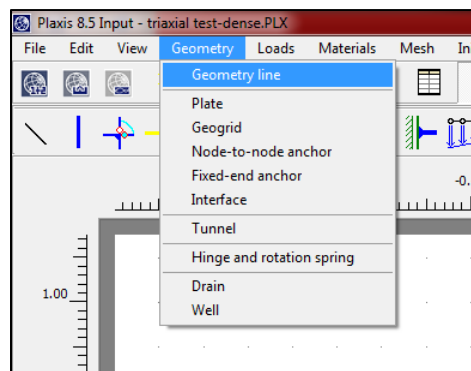 Plaxis 8.5 Input - triaxial test-dense.PLX
File Edit View Geometry Loads Materials Mesh In
Geometry line
Plate
Geogrid
Node-to-node anchor
Fixed-end anchor
Interface
Tunnel
Hinge and rotation spring
Drain
Well
-0.
1.00